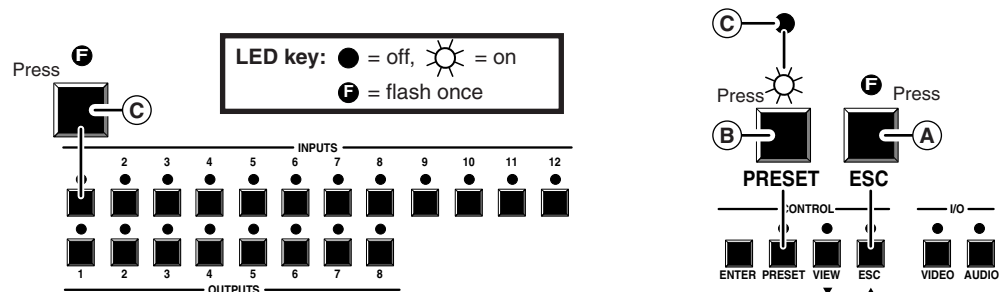 F
Press
C
LED key: ● = off, = on
F = flash once
INPUTS
2 3 4 5 6 7 8 9 10 11 12
1 2 3 4 5 6 7 8
OUTPUTS
C
Press
F
Press
B
A
PRESET ESC
CONTROL
I/O
ENTER PRESET VIEW ESC
VIDEO AUDIO